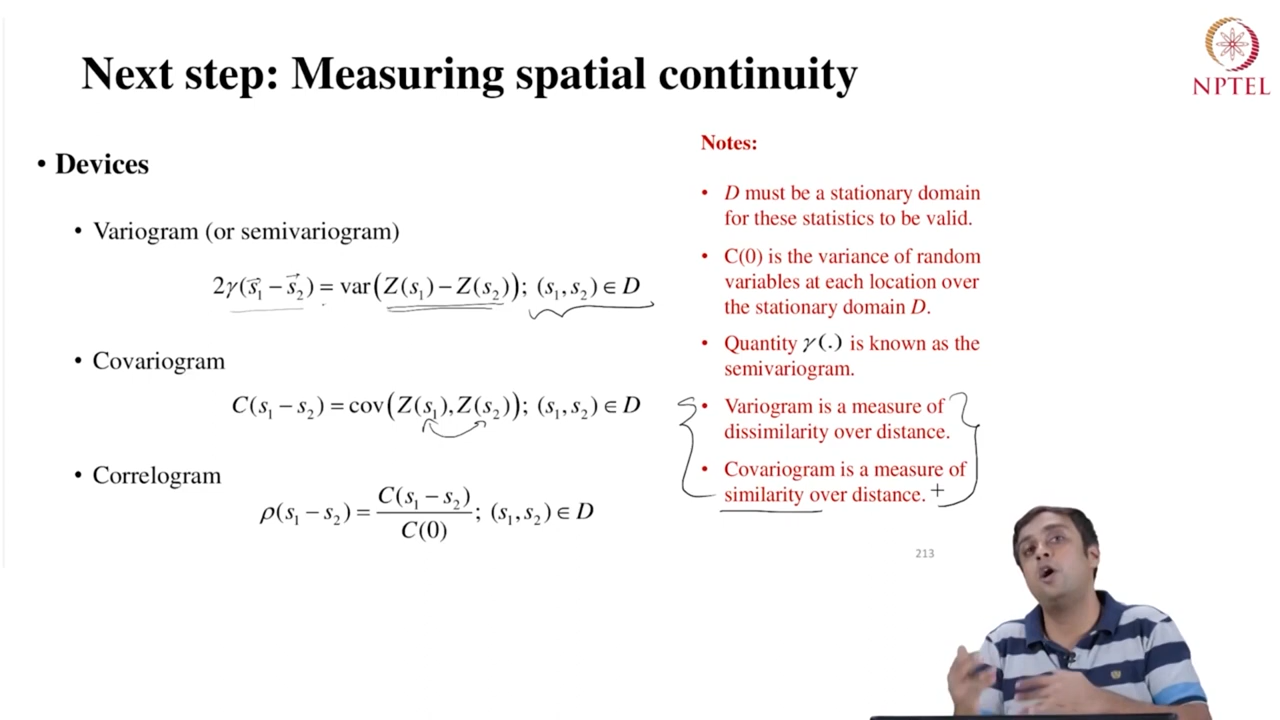 Next step: Measuring spatial continuity
NPTEL
• Devices
• Variogram (or semivariogram)
2γ(s⃗₁ − s⃗₂) = var(Z(s₁) − Z(s₂)); (s₁, s₂) ∈ D
• Covariogram
C(s₁ − s₂) = cov(Z(s₁), Z(s₂)); (s₁, s₂) ∈ D
• Correlogram
ρ(s₁ − s₂) = C(s₁ − s₂) / C(0); (s₁, s₂) ∈ D
Notes:
• D must be a stationary domain
for these statistics to be valid.
• C(0) is the variance of random
variables at each location over
the stationary domain D.
• Quantity γ(.) is known as the
semivariogram.
• Variogram is a measure of
dissimilarity over distance.
• Covariogram is a measure of
similarity over distance. +
213